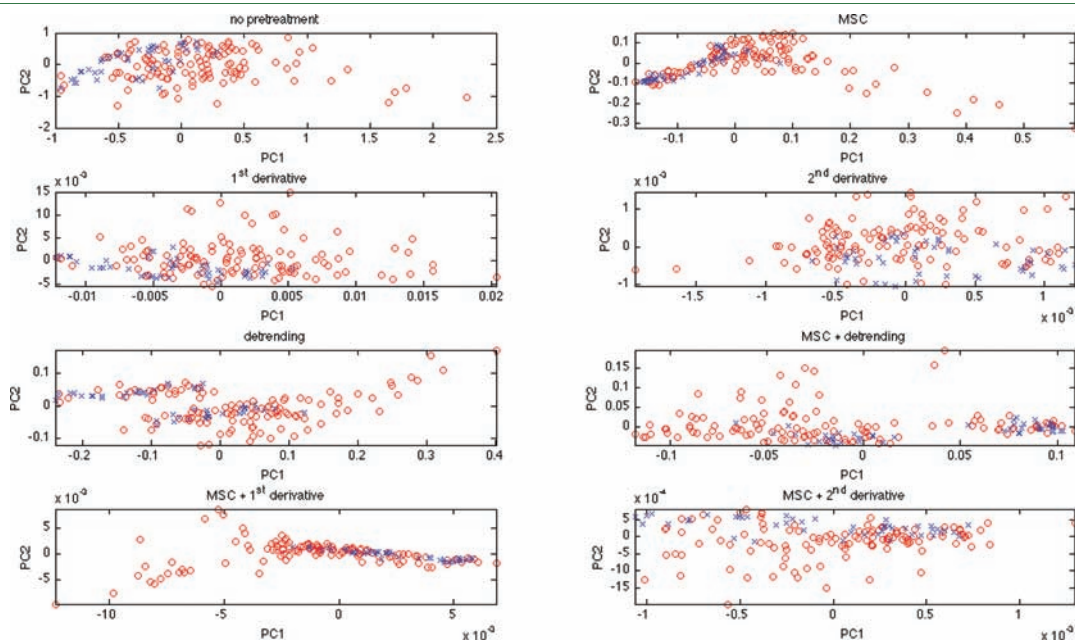 no pretreatment
PC2
1
0
-1
-2
-1 -0.5 0 0.5 1 1.5 2 2.5
PC1
MSC
PC2
0.1
0
-0.1
-0.2
-0.3
-0.1 0 0.1 0.2 0.3 0.4 0.5
PC1
1st derivative
x 10⁻³
PC2
15
10
5
0
-5
-0.01 -0.005 0 0.005 0.01 0.015 0.02
PC1
2nd derivative
x 10⁻³
PC2
1
0
-1
-1.5 -1 -0.5 0 0.5 1
PC1
x 10⁻³
detrending
PC2
0.1
0
-0.1
-0.2 -0.1 0 0.1 0.2 0.3 0.4
PC1
MSC + detrending
PC2
0.15
0.1
0.05
0
-0.1 -0.05 0 0.05 0.1
PC1
MSC + 1st derivative
x 10⁻³
PC2
5
0
-5
-10 -5 0 5
PC1
x 10⁻³
MSC + 2nd derivative
x 10⁻⁴
PC2
5
0
-5
-10
-15
-1 -0.5 0 0.5 1
PC1
x 10⁻³